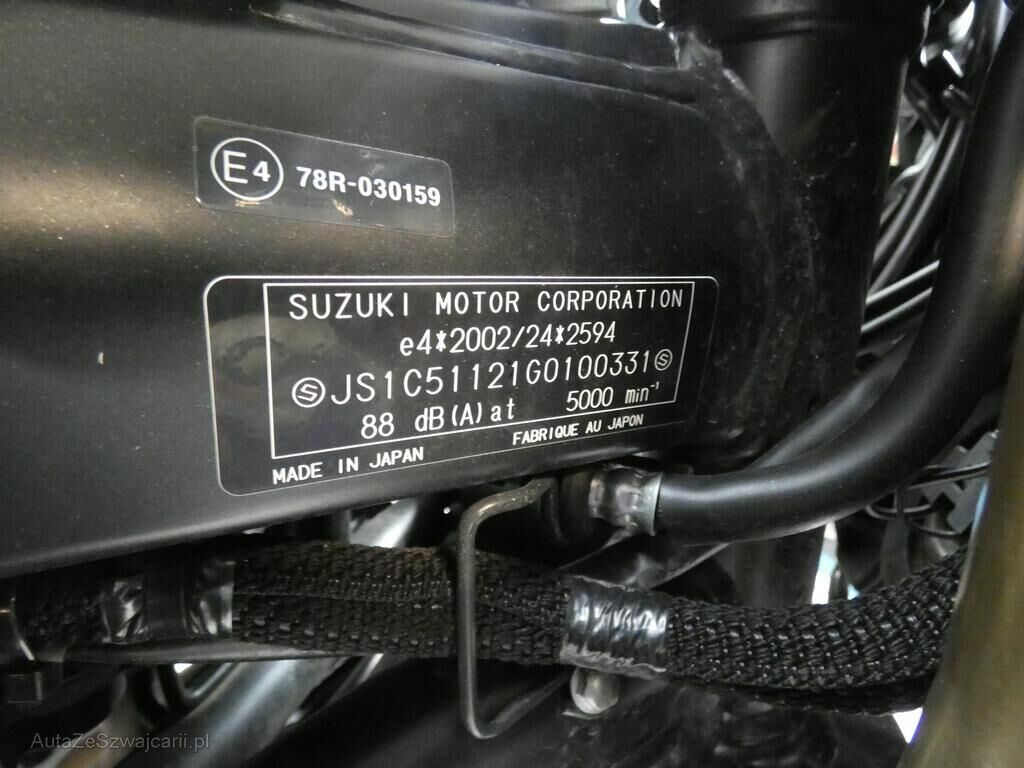 E4 78R-030159
SUZUKI MOTOR CORPORATION
e4*2002/24*2594
Ⓢ JS1C51121G0100331 Ⓢ
88 dB(A) at 5000 min⁻¹
MADE IN JAPAN FABRIQUE AU JAPON
AutaZeSzwajcarii.pl